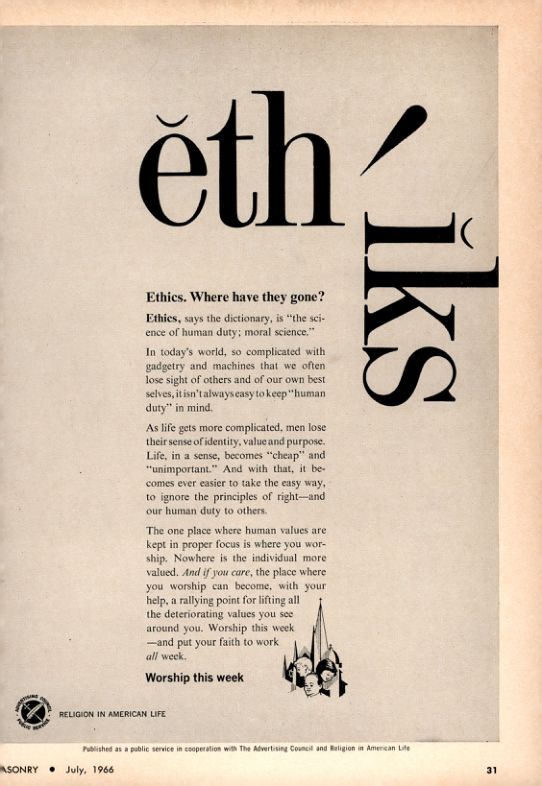 ĕth´
ĭks
Ethics. Where have they gone?
Ethics, says the dictionary, is "the sci-
ence of human duty; moral science."
In today's world, so complicated with
gadgetry and machines that we often
lose sight of others and of our own best
selves, it isn't always easy to keep "human
duty" in mind.
As life gets more complicated, men lose
their sense of identity, value and purpose.
Life, in a sense, becomes "cheap" and
"unimportant." And with that, it be-
comes ever easier to take the easy way,
to ignore the principles of right—and
our human duty to others.
The one place where human values are
kept in proper focus is where you wor-
ship. Nowhere is the individual more
valued. And if you care, the place where
you worship can become, with your
help, a rallying point for lifting all
the deteriorating values you see
around you. Worship this week
—and put your faith to work
all week.
Worship this week
ADVERTISING COUNCIL
PUBLIC SERVICE
RELIGION IN AMERICAN LIFE
Published as a public service in cooperation with The Advertising Council and Religion in American Life
ASONRY ● July, 1966
31